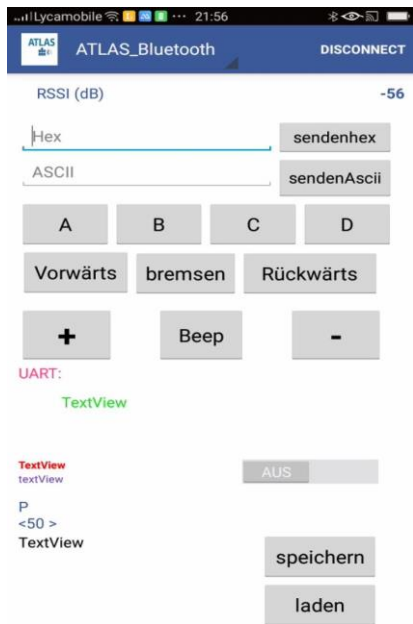 Lycamobile ··· 21:56
ATLAS ATLAS_Bluetooth DISCONNECT
RSSI (dB) -56
Hex sendenhex
ASCII sendenAscii
A B C D
Vorwärts bremsen Rückwärts
+ Beep -
UART:
TextView
TextView AUS
textView
P
<50 >
TextView
speichern
laden